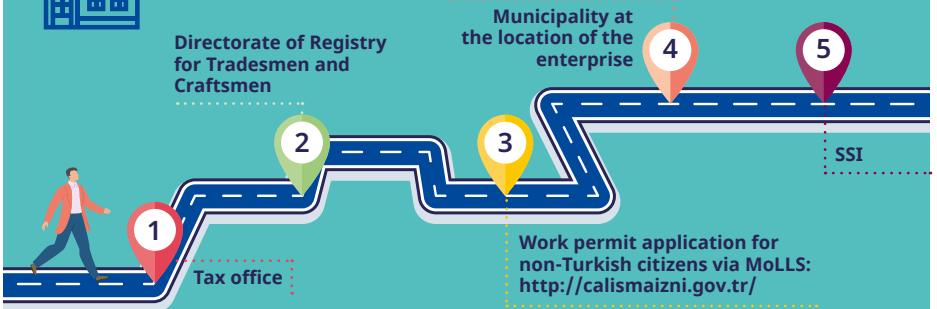 1
Tax office
2
Directorate of Registry
for Tradesmen and
Craftsmen
3
Work permit application for
non-Turkish citizens via MoLLS:
http://calismaizni.gov.tr/
4
Municipality at
the location of the
enterprise
5
SSI